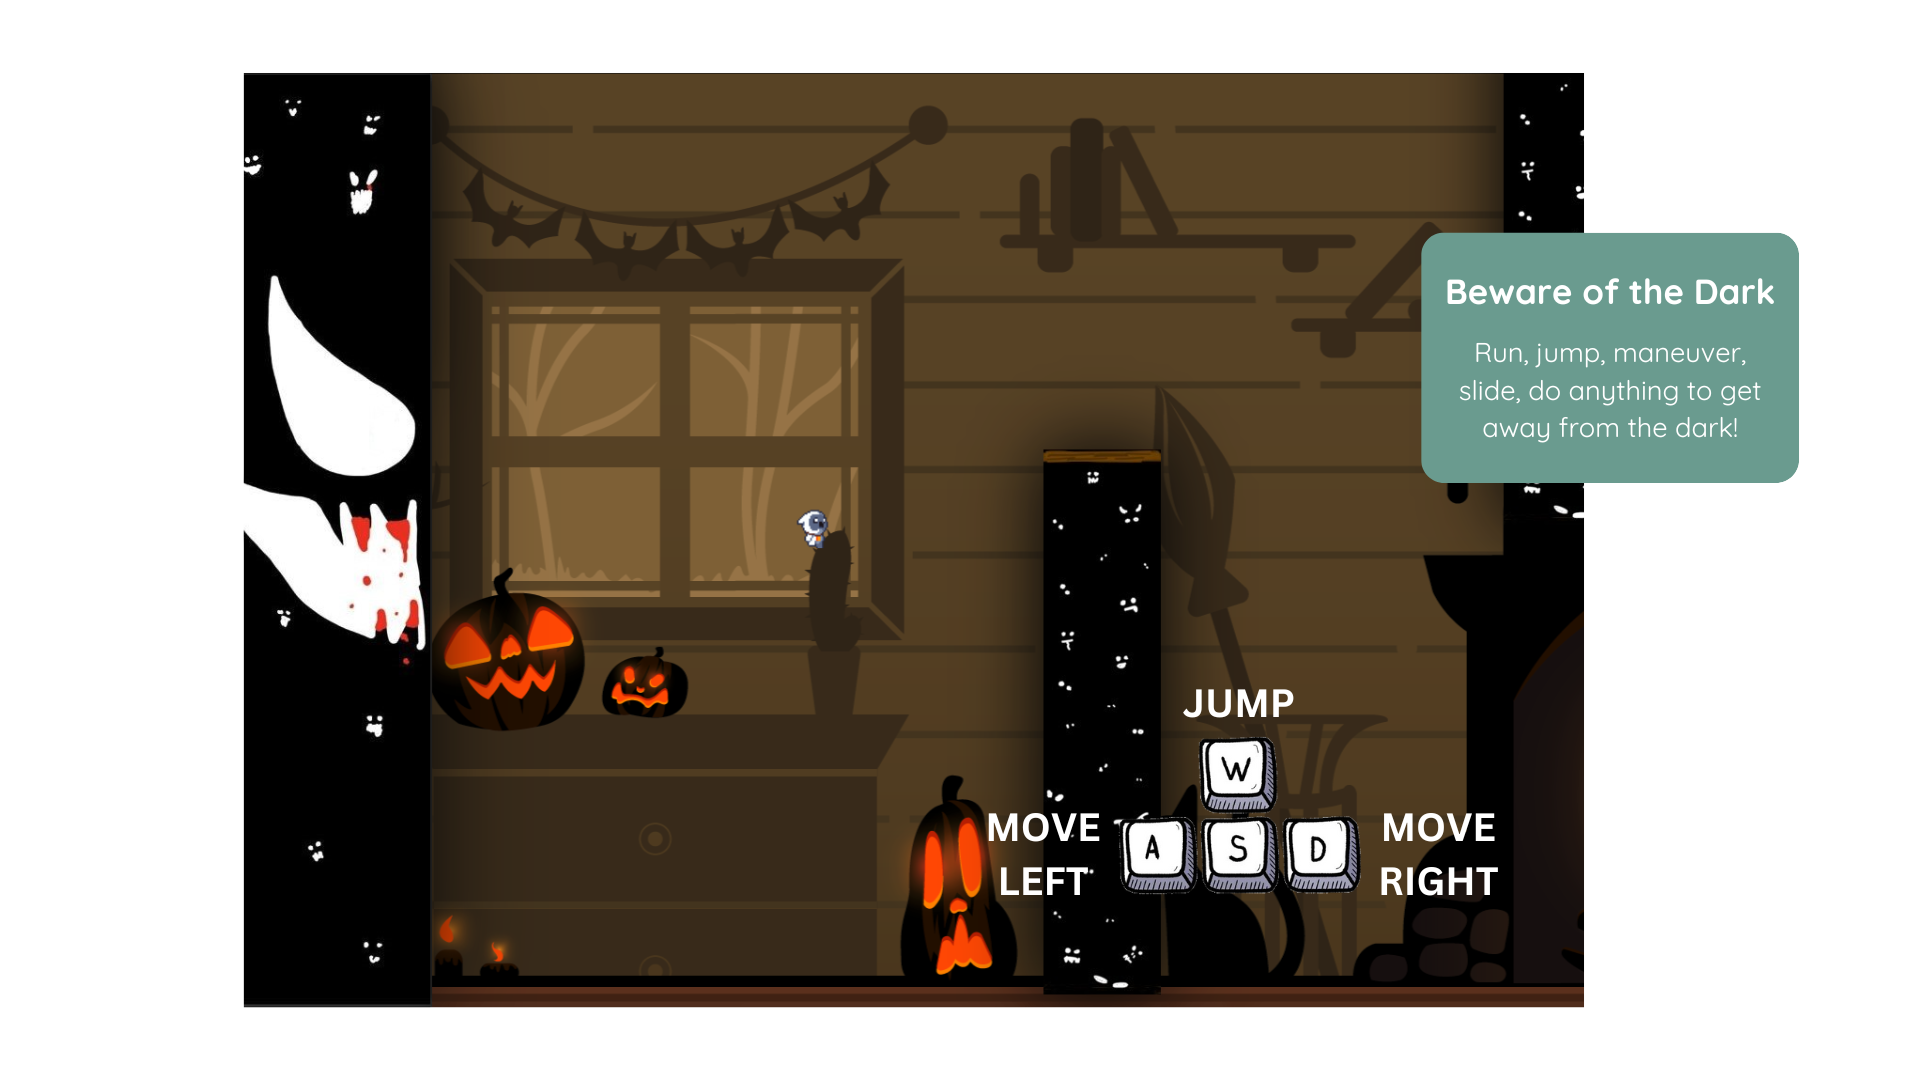 Beware of the Dark
Run, jump, maneuver,
slide, do anything to get
away from the dark!
JUMP
W
MOVE
LEFT
A
S
D
MOVE
RIGHT